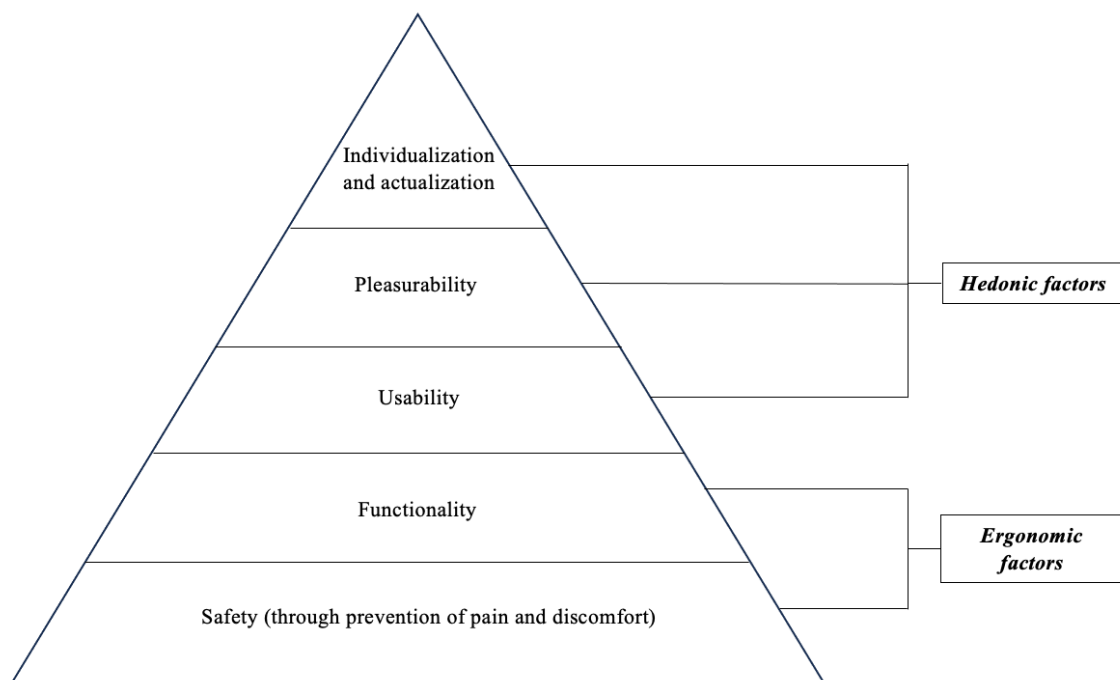 Individualization
and actualization
Pleasurability
Hedonic factors
Usability
Functionality
Ergonomic
factors
Safety (through prevention of pain and discomfort)